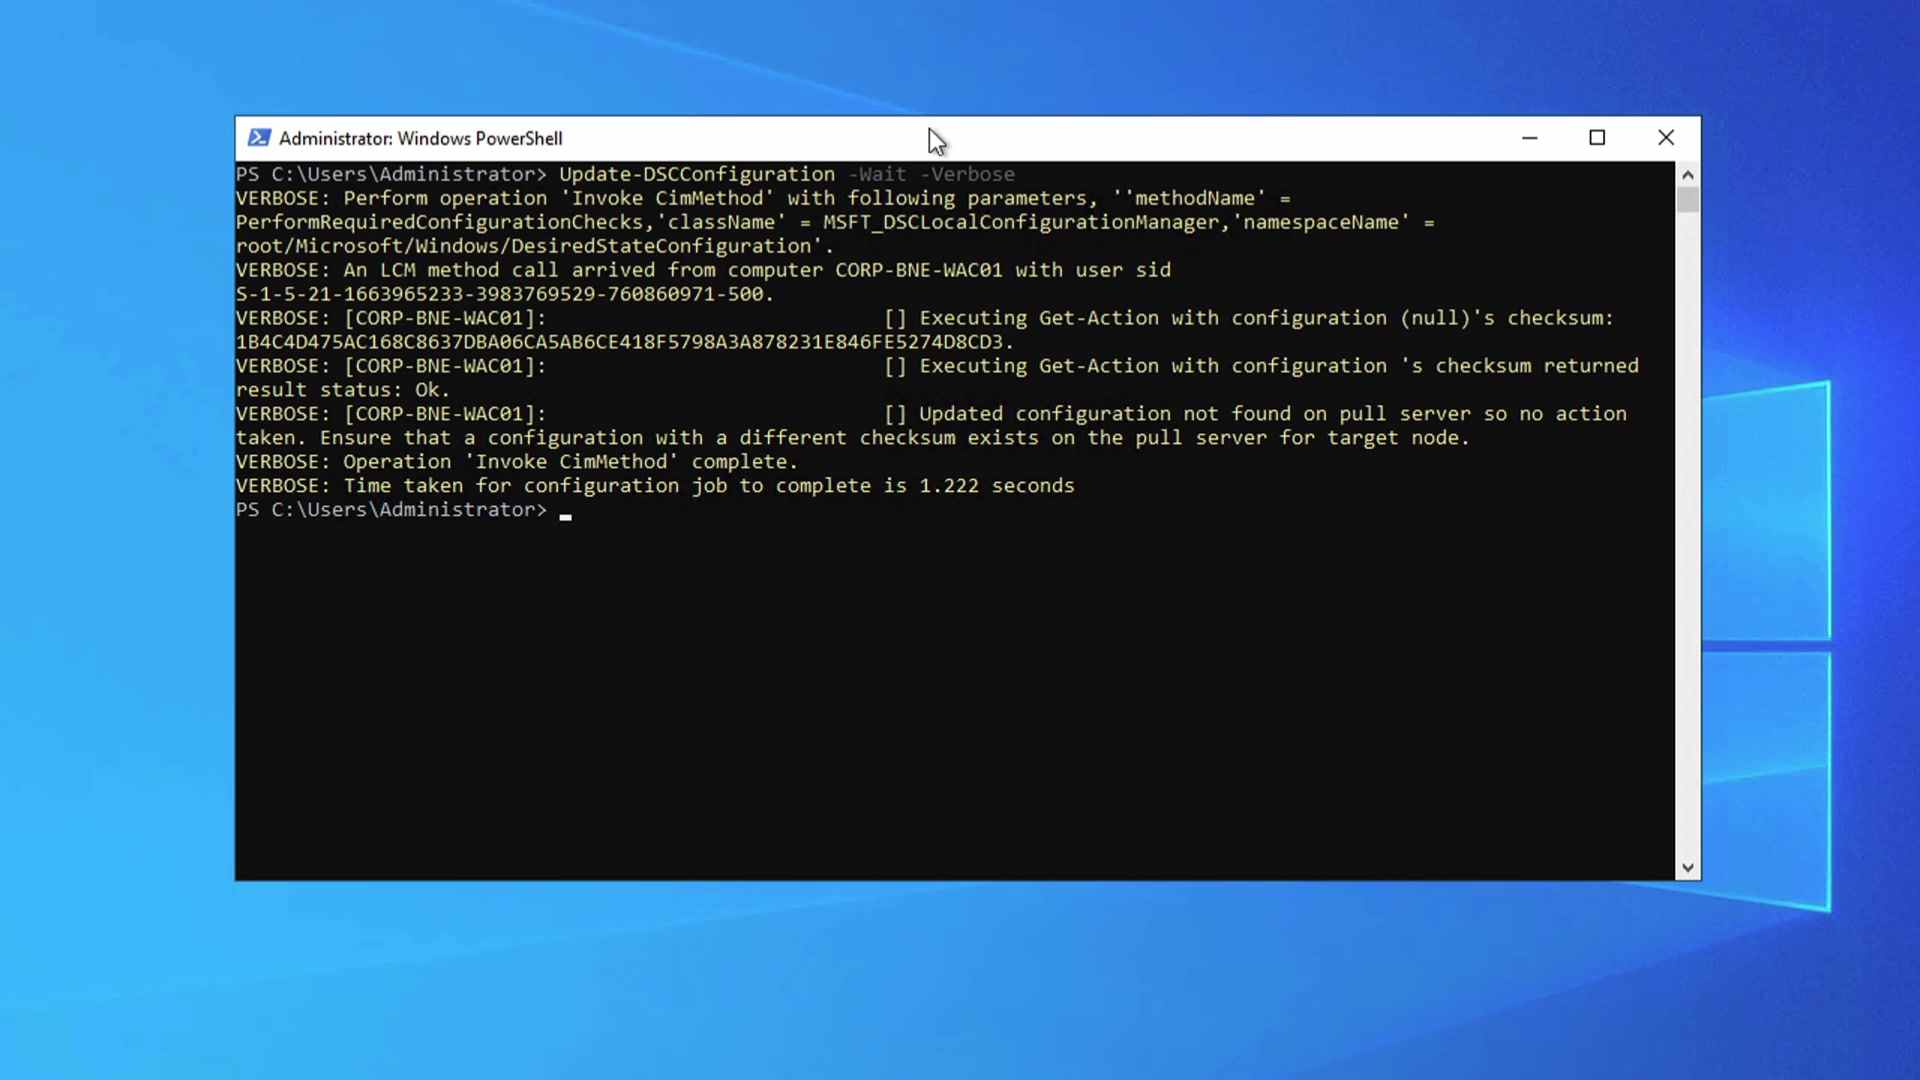 Administrator: Windows PowerShell
PS C:\Users\Administrator> Update-DSCConfiguration -Wait -Verbose
VERBOSE: Perform operation 'Invoke CimMethod' with following parameters, ''methodName' =
PerformRequiredConfigurationChecks,'className' = MSFT_DSCLocalConfigurationManager,'namespaceName' =
root/Microsoft/Windows/DesiredStateConfiguration'.
VERBOSE: An LCM method call arrived from computer CORP-BNE-WAC01 with user sid
S-1-5-21-1663965233-3983769529-760860971-500.
VERBOSE: [CORP-BNE-WAC01]:                            [] Executing Get-Action with configuration (null)'s checksum:
1B4C4D475AC168C8637DBA06CA5AB6CE418F5798A3A878231E846FE5274D8CD3.
VERBOSE: [CORP-BNE-WAC01]:                            [] Executing Get-Action with configuration 's checksum returned
result status: Ok.
VERBOSE: [CORP-BNE-WAC01]:                            [] Updated configuration not found on pull server so no action
taken. Ensure that a configuration with a different checksum exists on the pull server for target node.
VERBOSE: Operation 'Invoke CimMethod' complete.
VERBOSE: Time taken for configuration job to complete is 1.222 seconds
PS C:\Users\Administrator>